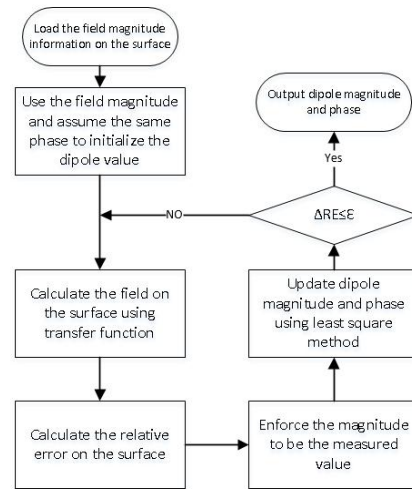 Load the field magnitude
information on the surface
Use the field magnitude
and assume the same
phase to initialize the
dipole value
Calculate the field on
the surface using
transfer function
Calculate the relative
error on the surface
Enforce the magnitude
to be the measured
value
Update dipole
magnitude and phase
using least square
method
ΔRE≤Ɛ
NO
Yes
Output dipole magnitude
and phase